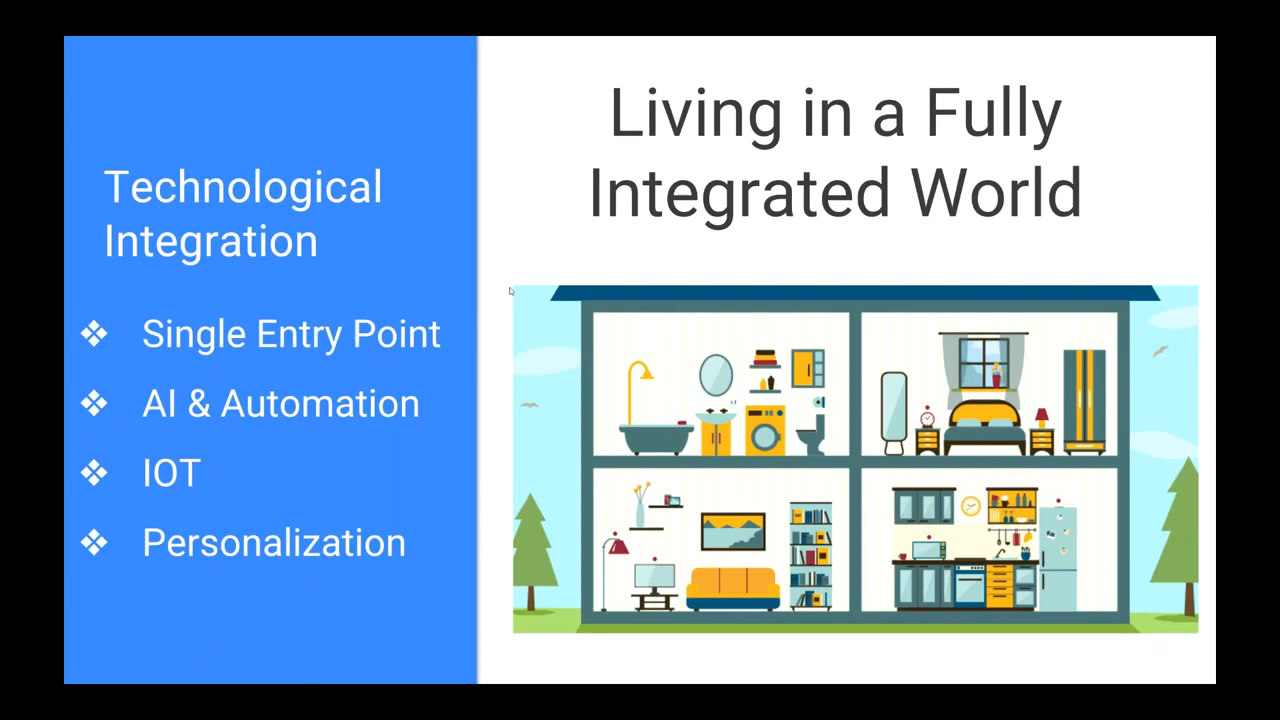 Living in a Fully
Integrated World
Technological
Integration
❖ Single Entry Point
❖ AI & Automation
❖ IOT
❖ Personalization